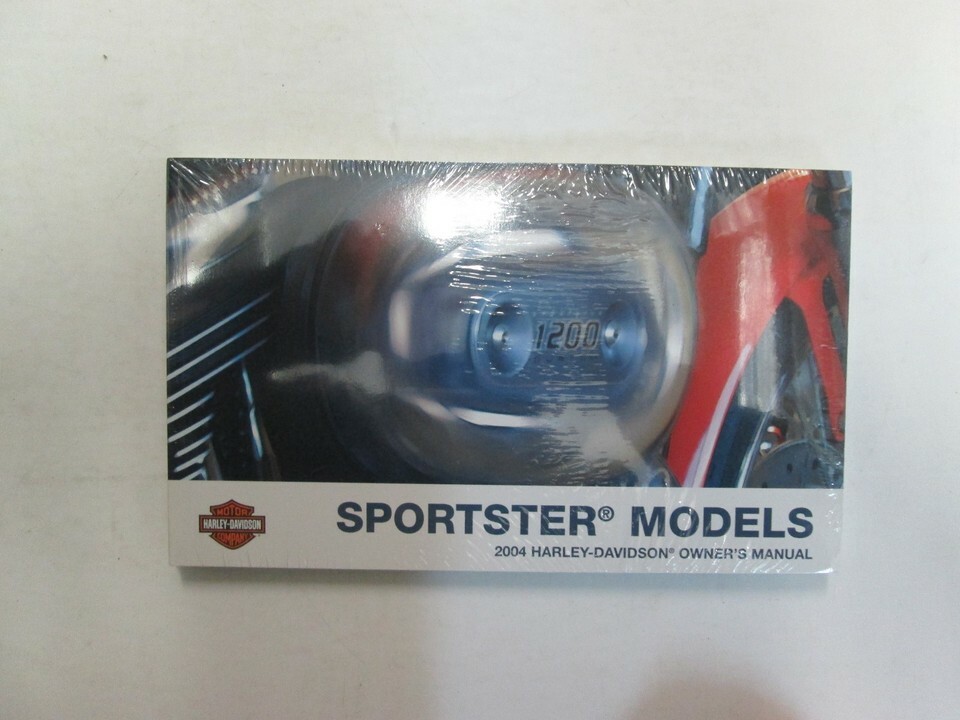 1200
MOTOR
HARLEY-DAVIDSON
COMPANY
SPORTSTER® MODELS
2004 HARLEY-DAVIDSON® OWNER'S MANUAL